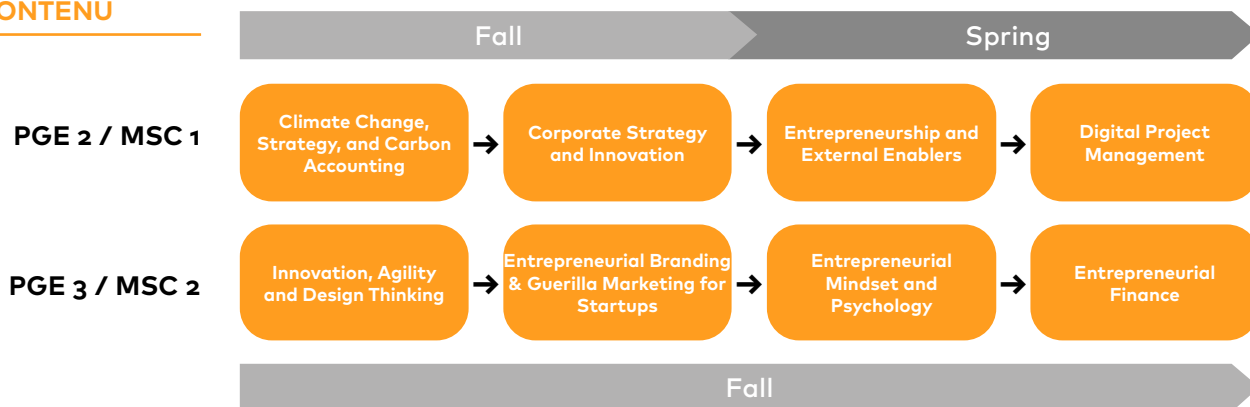 ONTENU
Fall
Spring
PGE 2 / MSC 1
Climate Change,
Strategy, and Carbon
Accounting
Corporate Strategy
and Innovation
Entrepreneurship and
External Enablers
Digital Project
Management
PGE 3 / MSC 2
Innovation, Agility
and Design Thinking
Entrepreneurial Branding
& Guerilla Marketing for
Startups
Entrepreneurial
Mindset and
Psychology
Entrepreneurial
Finance
Fall